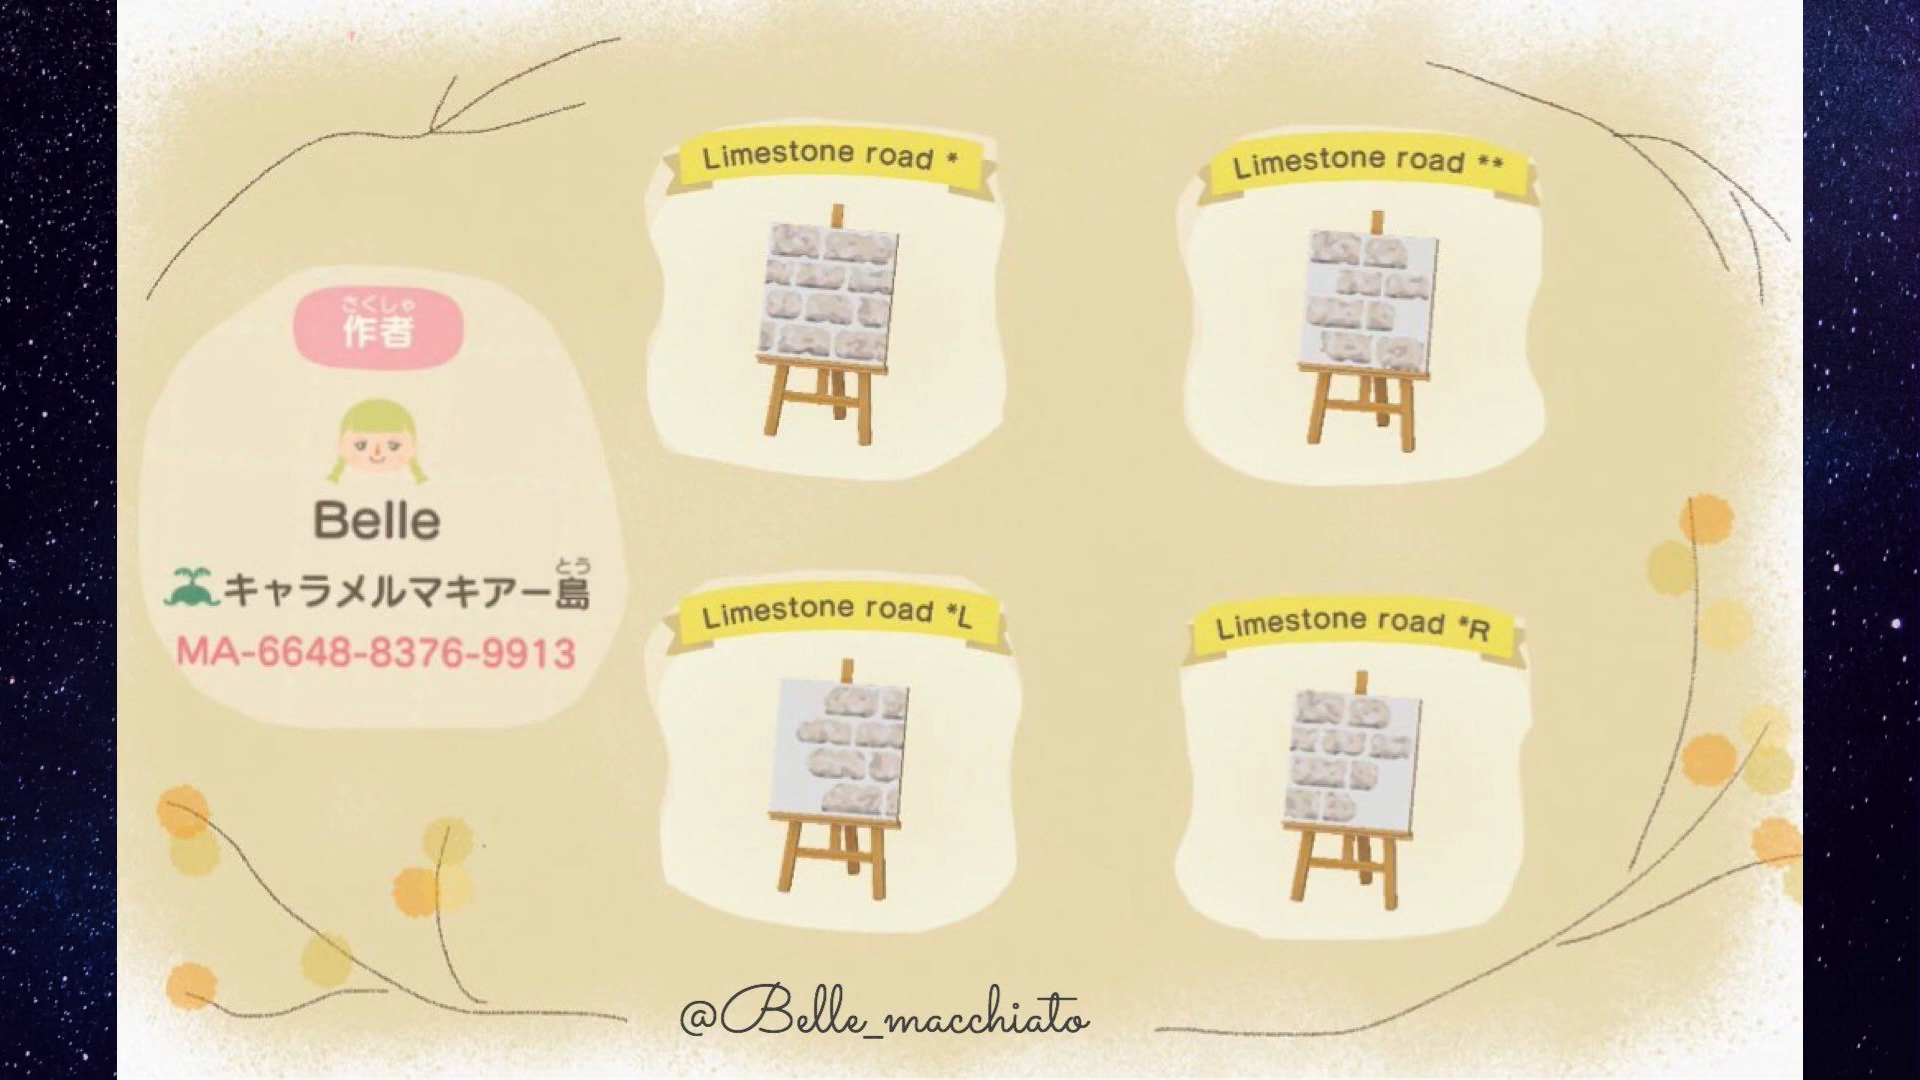 さくしゃ
作者
Belle
とう
キャラメルマキアー島
MA-6648-8376-9913
Limestone road *
Limestone road **
Limestone road *L
Limestone road *R
@Belle_macchiato